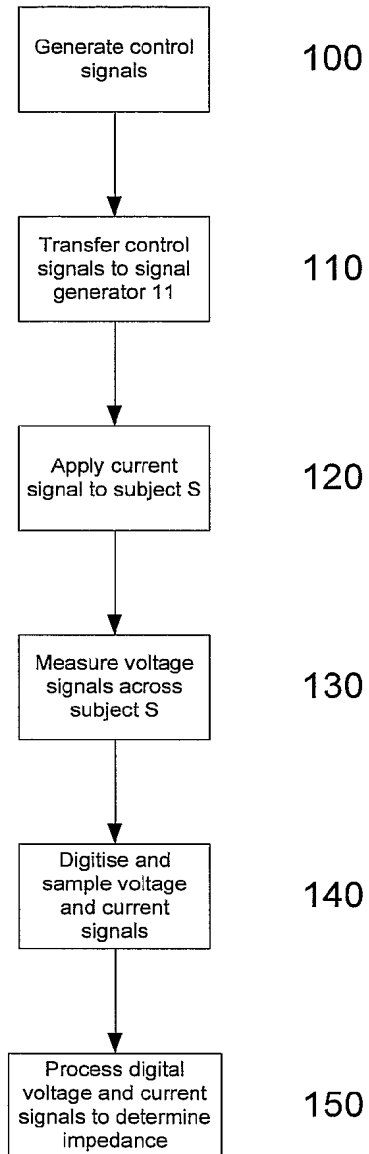 Generate control
signals
100
Transfer control
signals to signal
generator 11
110
Apply current
signal to subject S
120
Measure voltage
signals across
subject S
130
Digitise and
sample voltage
and current
signals
140
Process digital
voltage and current
signals to determine
impedance
150